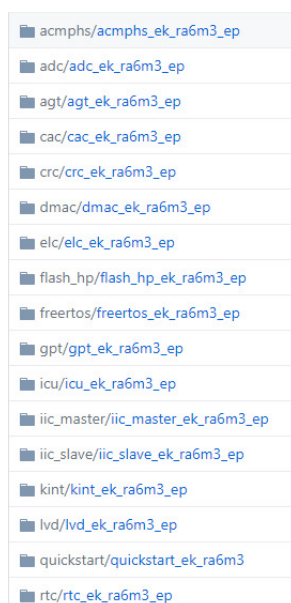 acmphs/acmphs_ek_ra6m3_ep
adc/adc_ek_ra6m3_ep
agt/agt_ek_ra6m3_ep
cac/cac_ek_ra6m3_ep
crc/crc_ek_ra6m3_ep
dmac/dmac_ek_ra6m3_ep
elc/elc_ek_ra6m3_ep
flash_hp/flash_hp_ek_ra6m3_ep
freertos/freertos_ek_ra6m3_ep
gpt/gpt_ek_ra6m3_ep
icu/icu_ek_ra6m3_ep
iic_master/iic_master_ek_ra6m3_ep
iic_slave/iic_slave_ek_ra6m3_ep
kint/kint_ek_ra6m3_ep
lvd/lvd_ek_ra6m3_ep
quickstart/quickstart_ek_ra6m3
rtc/rtc_ek_ra6m3_ep